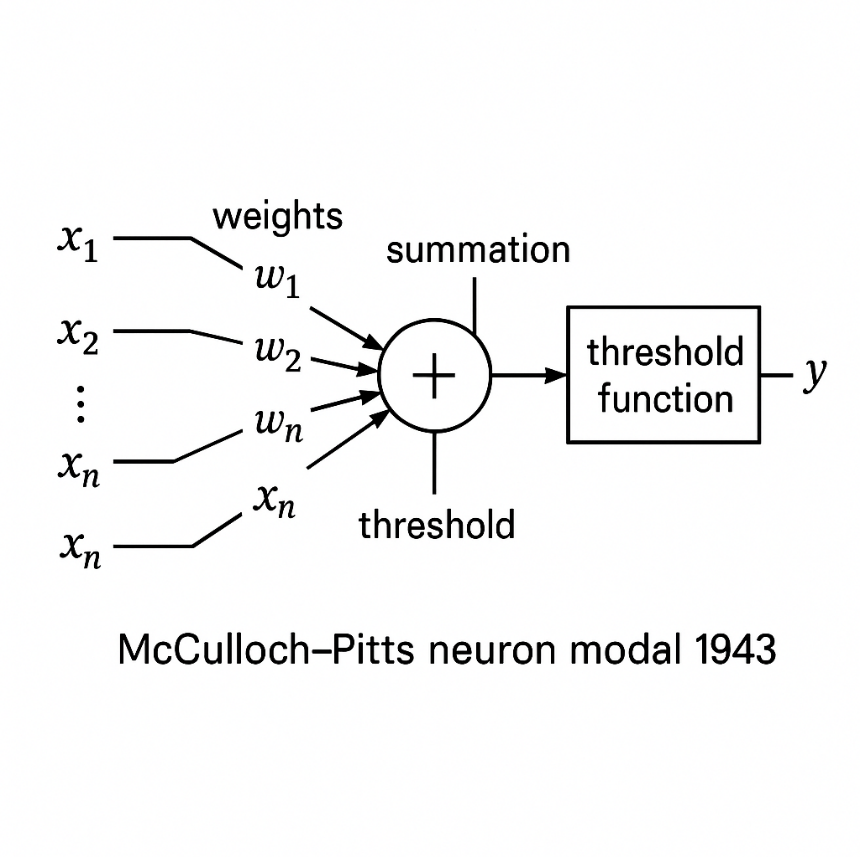 weights
summation
x₁
w₁
x₂
w₂
⋮
xₙ
wₙ
xₙ
xₙ
threshold
function
y
threshold
McCulloch–Pitts neuron modal 1943